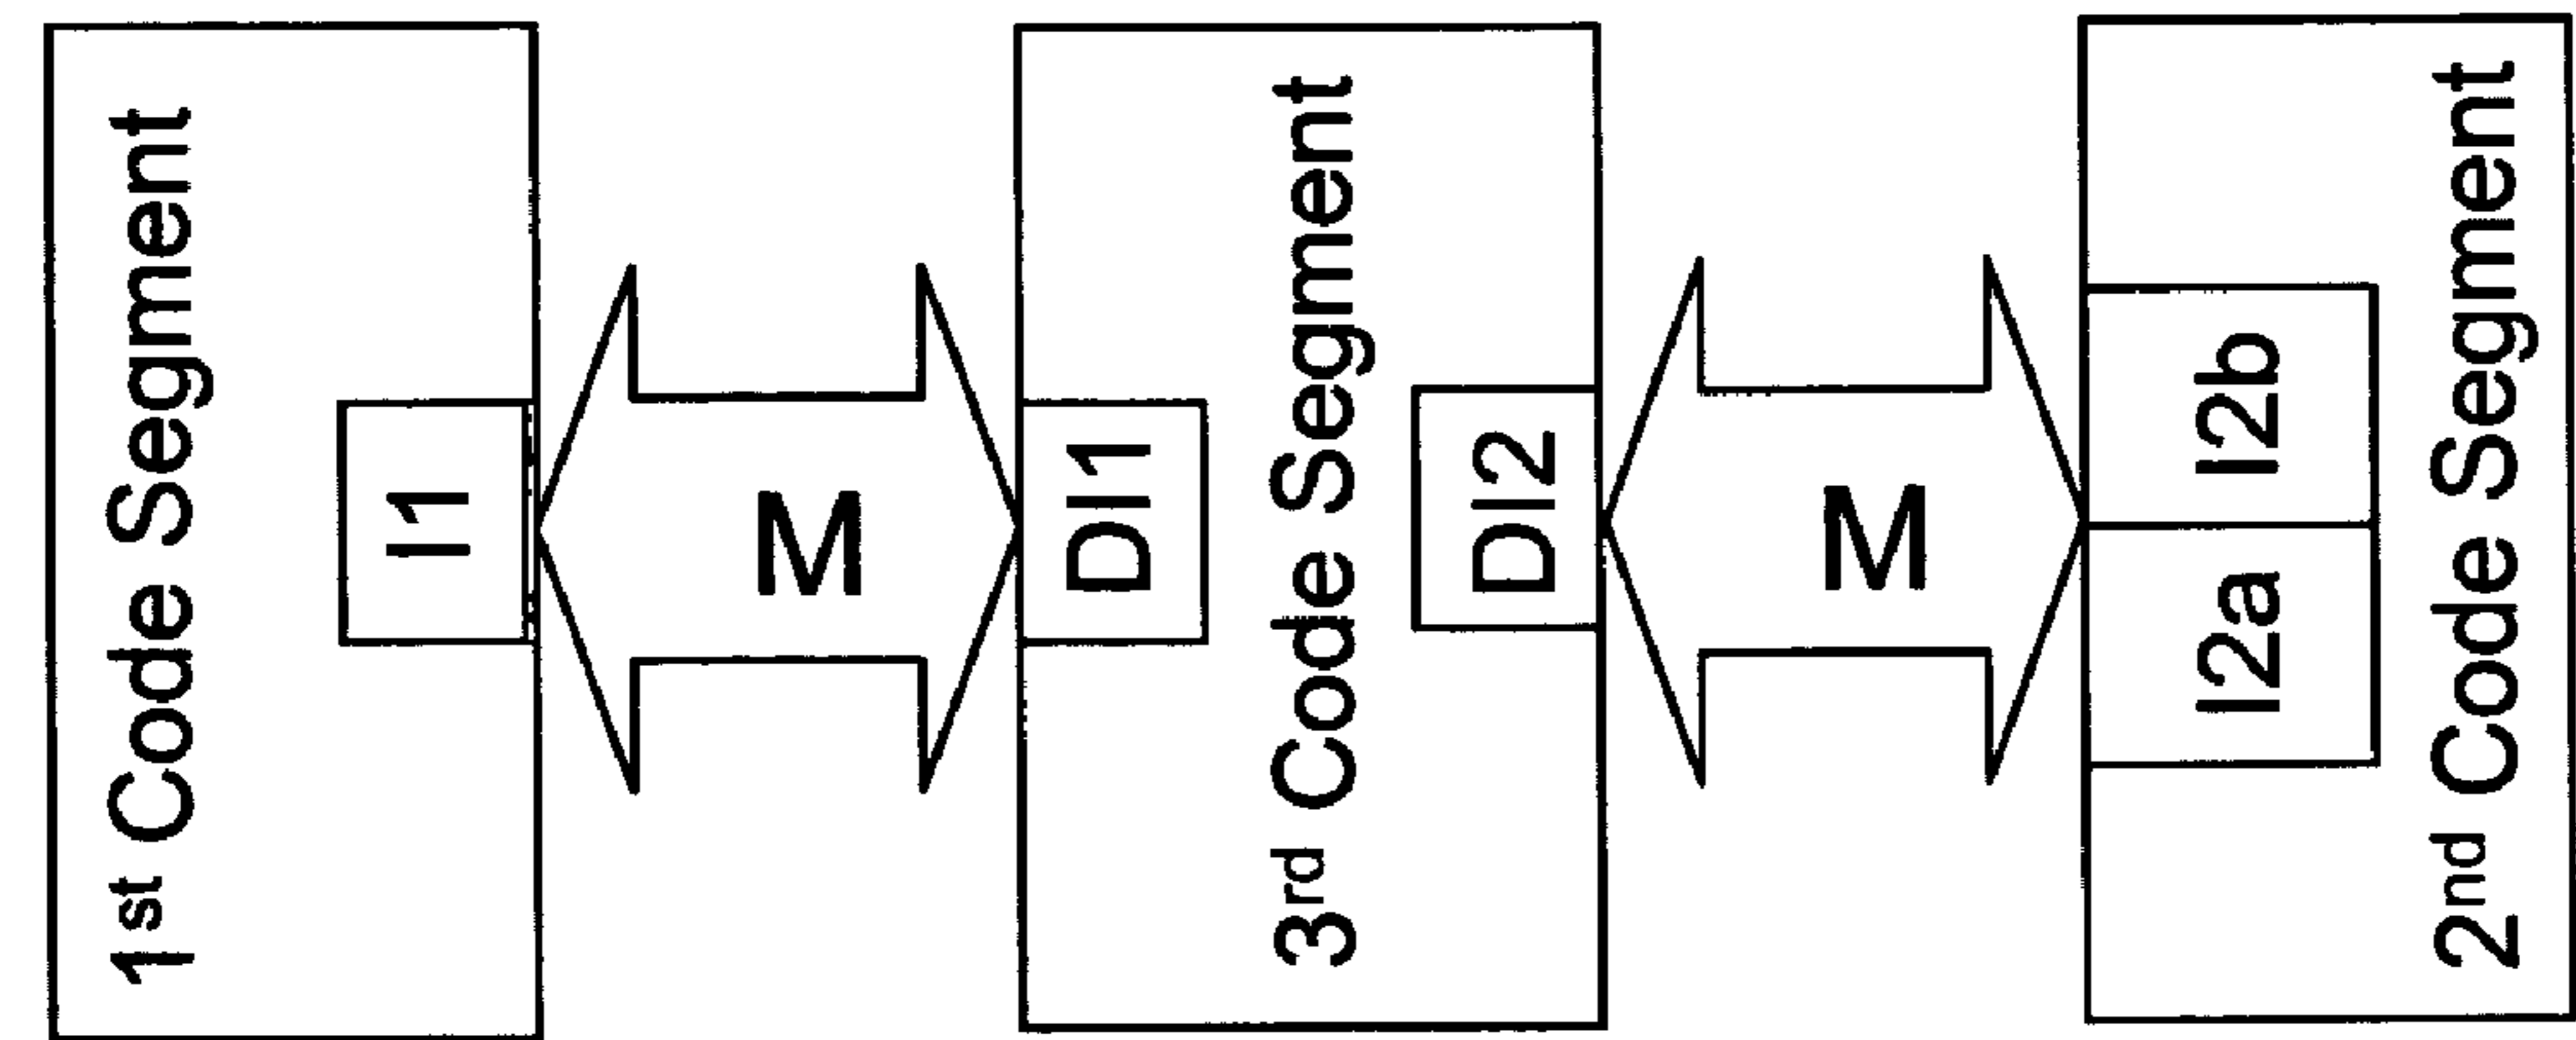 1st Code Segment
I1
M
DI1
3rd Code Segment
DI2
M
I2a I2b
2nd Code Segment